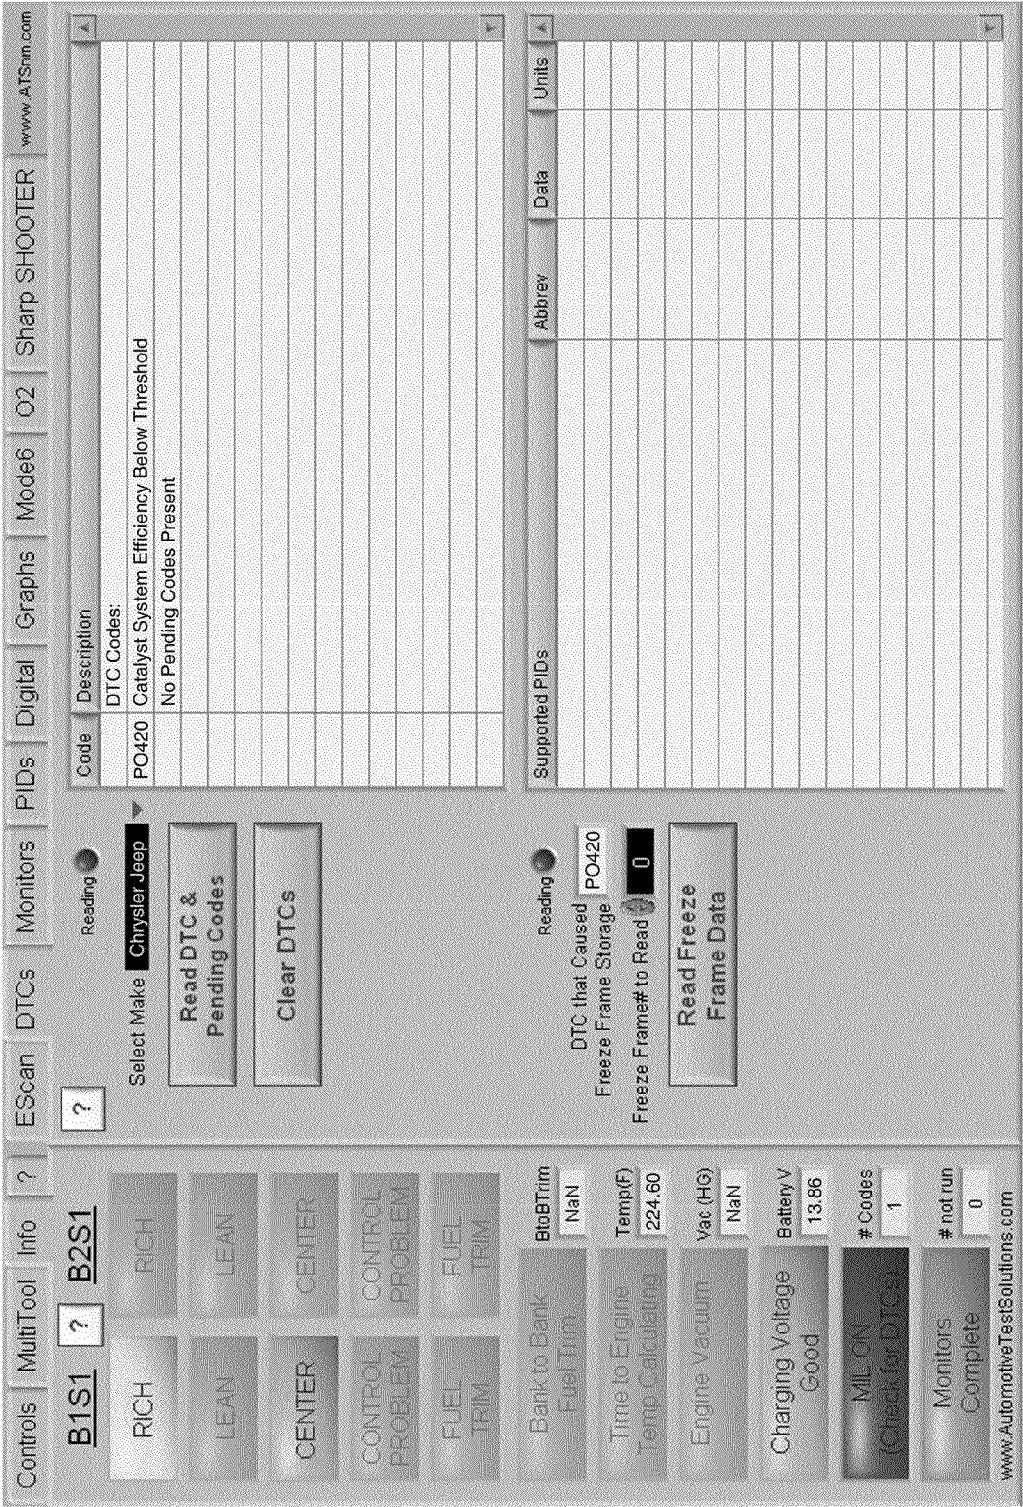 Controls
MultiTool
Info
?
EScan
DTCs
Monitors
PIDs
Digital
Graphs
Mode6
O2
Sharp SHOOTER
www ATSnm.com
B1S1
?
B2S1
RICH
RICH
LEAN
LEAN
CENTER
CENTER
CONTROL
PROBLEM
CONTROL
PROBLEM
FUEL
TRIM
FUEL
TRIM
Bank to Bank
FuelTrim
BtoBTrim
NaN
Time to Engine
Temp Calculating
Temp(F)
224.60
Engine Vacuum
Vac (HG)
NaN
Charging Voltage
Good
Battery V
13.86
MIL ON
(Check for DTCs)
# Codes
1
Monitors
Complete
# not run
0
www.AutomotiveTestSolutions.com
?
Reading
Select Make Chrysler Jeep
Read DTC &
Pending Codes
Clear DTCs
Code Description
DTC Codes:
PO420 Catalyst System Efficiency Below Threshold
No Pending Codes Present
Reading
DTC that Caused
Freeze Frame Storage
PO420
Freeze Frame# to Read
0
Read Freeze
Frame Data
Supported PIDs Abbrev Data Units